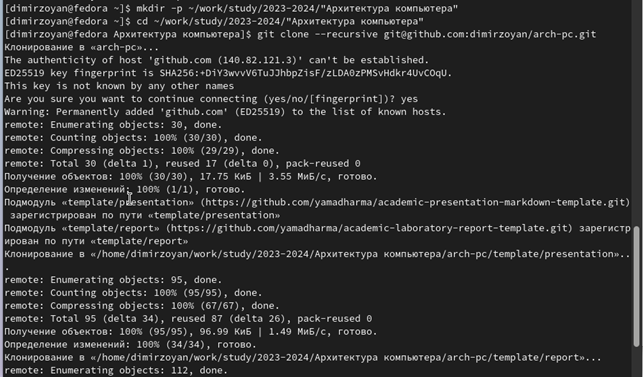 [dimirzoyan@fedora ~]$ mkdir -p ~/work/study/2023-2024/"Архитектура компьютера"
[dimirzoyan@fedora ~]$ cd ~/work/study/2023-2024/"Архитектура компьютера"
[dimirzoyan@fedora Архитектура компьютера]$ git clone --recursive git@github.com:dimirzoyan/arch-pc.git
Клонирование в «arch-pc»...
The authenticity of host 'github.com (140.82.121.3)' can't be established.
ED25519 key fingerprint is SHA256:+DiY3wvvV6TuJJhbpZisF/zLDA0zPMSvHdkr4UvCOqU.
This key is not known by any other names
Are you sure you want to continue connecting (yes/no/[fingerprint])? yes
Warning: Permanently added 'github.com' (ED25519) to the list of known hosts.
remote: Enumerating objects: 30, done.
remote: Counting objects: 100% (30/30), done.
remote: Compressing objects: 100% (29/29), done.
remote: Total 30 (delta 1), reused 17 (delta 0), pack-reused 0
Получение объектов: 100% (30/30), 17.75 КиБ | 3.55 МиБ/с, готово.
Определение изменений: 100% (1/1), готово.
Подмодуль «template/presentation» (https://github.com/yamadharma/academic-presentation-markdown-template.git)
 зарегистрирован по пути «template/presentation»
Подмодуль «template/report» (https://github.com/yamadharma/academic-laboratory-report-template.git) зарегистр
ирован по пути «template/report»
Клонирование в «/home/dimirzoyan/work/study/2023-2024/Архитектура компьютера/arch-pc/template/presentation»..
.
remote: Enumerating objects: 95, done.
remote: Counting objects: 100% (95/95), done.
remote: Compressing objects: 100% (67/67), done.
remote: Total 95 (delta 34), reused 87 (delta 26), pack-reused 0
Получение объектов: 100% (95/95), 96.99 КиБ | 1.49 МиБ/с, готово.
Определение изменений: 100% (34/34), готово.
Клонирование в «/home/dimirzoyan/work/study/2023-2024/Архитектура компьютера/arch-pc/template/report»...
remote: Enumerating objects: 112, done.